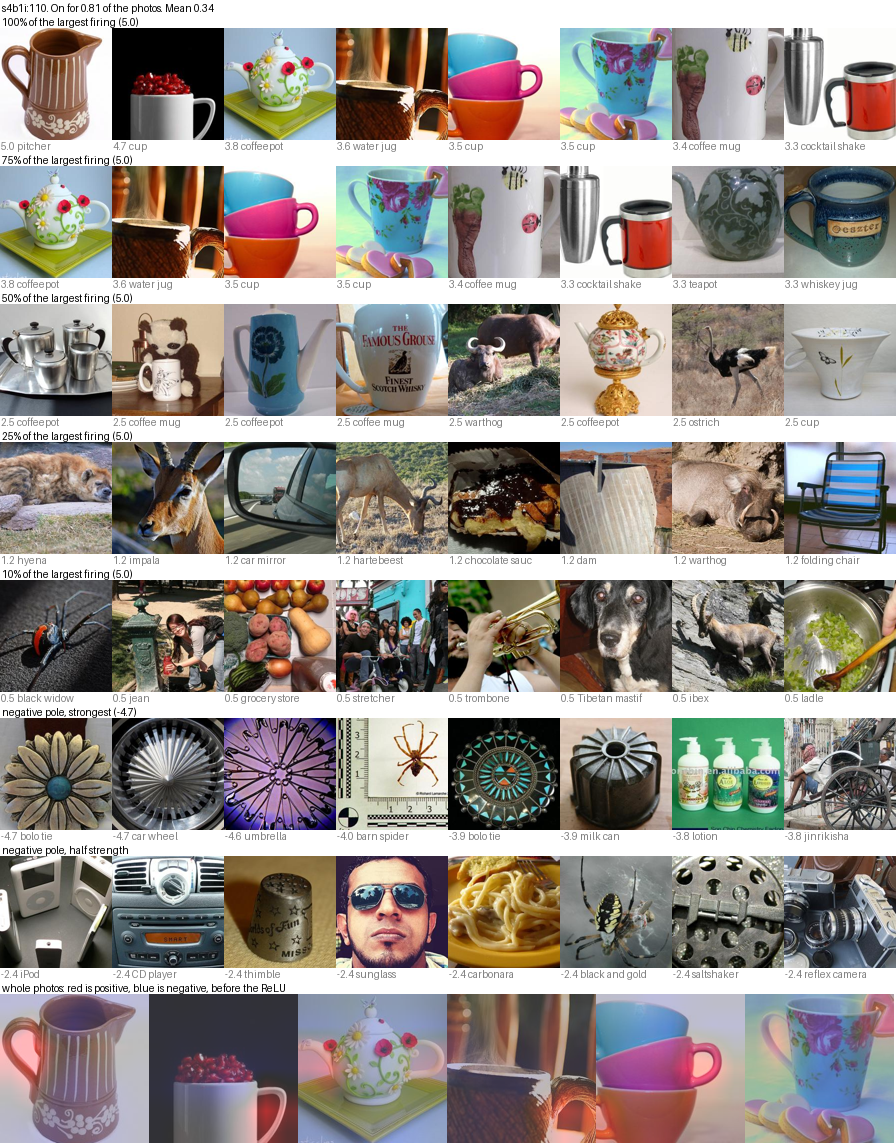 s4b1i:110. On for 0.81 of the photos. Mean 0.34
100% of the largest firing (5.0)
5.0 pitcher 4.7 cup 3.8 coffeepot 3.6 water jug 3.5 cup 3.5 cup 3.4 coffee mug 3.3 cocktail shake
75% of the largest firing (5.0)
3.8 coffeepot 3.6 water jug 3.5 cup 3.5 cup 3.4 coffee mug 3.3 cocktail shake 3.3 teapot 3.3 whiskey jug
50% of the largest firing (5.0)
THE
FAMOUS GROUSE
FINEST
SCOTCH WHISKY
2.5 coffeepot 2.5 coffee mug 2.5 coffeepot 2.5 coffee mug 2.5 warthog 2.5 coffeepot 2.5 ostrich 2.5 cup
25% of the largest firing (5.0)
1.2 hyena 1.2 impala 1.2 car mirror 1.2 hartebeest 1.2 chocolate sauc 1.2 dam 1.2 warthog 1.2 folding chair
10% of the largest firing (5.0)
0.5 black widow 0.5 jean 0.5 grocery store 0.5 stretcher 0.5 trombone 0.5 Tibetan mastif 0.5 ibex 0.5 ladle
negative pole, strongest (-4.7)
-4.7 bolo tie -4.7 car wheel -4.6 umbrella -4.0 barn spider -3.9 bolo tie -3.9 milk can -3.8 lotion -3.8 jinrikisha
negative pole, half strength
-2.4 iPod -2.4 CD player -2.4 thimble -2.4 sunglass -2.4 carbonara -2.4 black and gold -2.4 saltshaker -2.4 reflex camera
whole photos: red is positive, blue is negative, before the ReLU